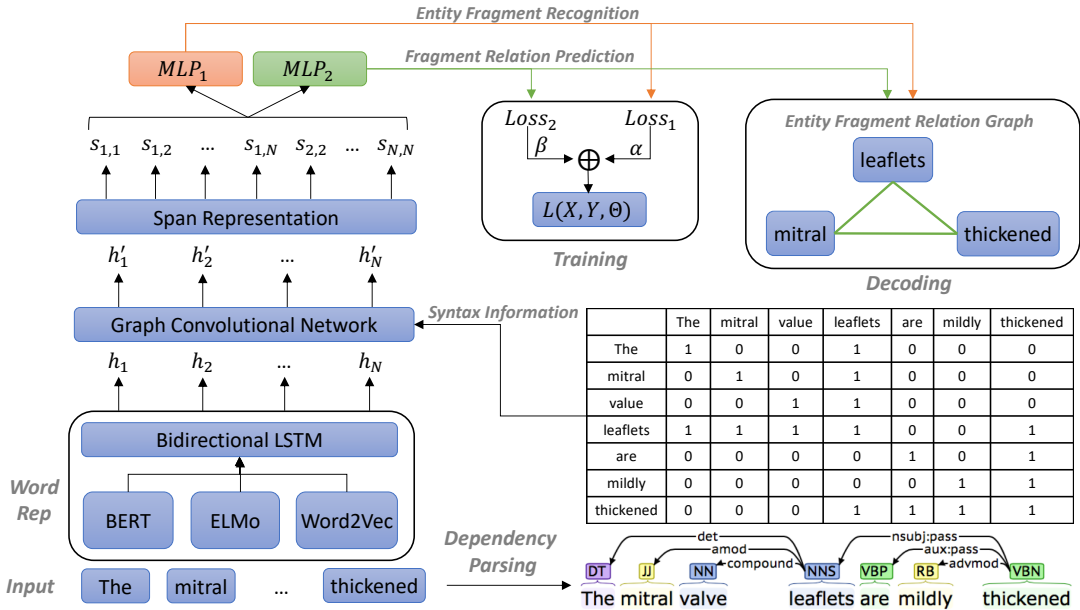 Entity Fragment Recognition
Fragment Relation Prediction
MLP₁ MLP₂
s₁,₁ s₁,₂ ... s₁,N s₂,₂ ... sN,N
Span Representation
h′₁ h′₂ ... h′N
Graph Convolutional Network
h₁ h₂ ... hN
Bidirectional LSTM
BERT ELMo Word2Vec
Word
Rep
Input The mitral ... thickened
Loss₂ Loss₁
β α
⊕
L(X, Y, Θ)
Training
Entity Fragment Relation Graph
leaflets
mitral thickened
Decoding
Syntax Information
The mitral value leaflets are mildly thickened
The 1 0 0 1 0 0 0
mitral 0 1 0 1 0 0 0
value 0 0 1 1 0 0 0
leaflets 1 1 1 1 0 0 1
are 0 0 0 0 1 0 1
mildly 0 0 0 0 0 1 1
thickened 0 0 0 1 1 1 1
Dependency
Parsing
det nsubj:pass
amod aux:pass
compound advmod
DT JJ NN NNS VBP RB VBN
The mitral valve leaflets are mildly thickened